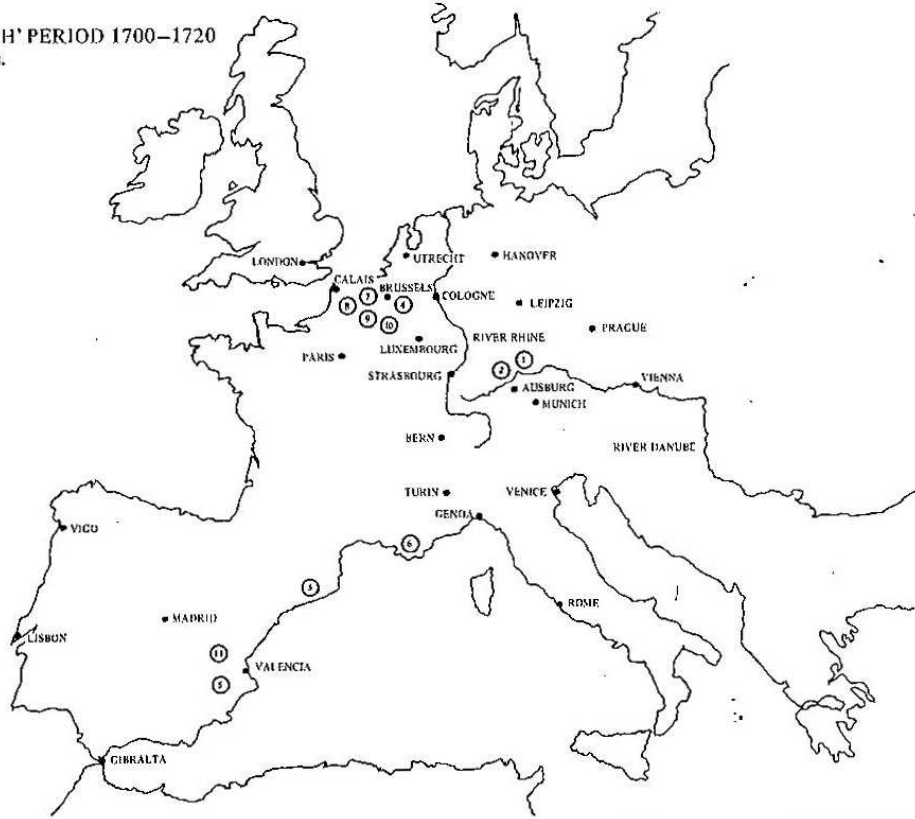 H' PERIOD 1700–1720
LONDON
UTRECHT
HANOVER
CALAIS
BRUSSELS
COLOGNE
LEIPZIG
8
7
4
9
10
PRAGUE
RIVER RHINE
LUXEMBOURG
PARIS
STRASBOURG
2
1
AUSBURG
VIENNA
MUNICH
BERN
RIVER DANUBE
TURIN
VENICE
GENOA
VIGO
6
ROME
MADRID
LISBON
11
VALENCIA
5
GIBRALTA